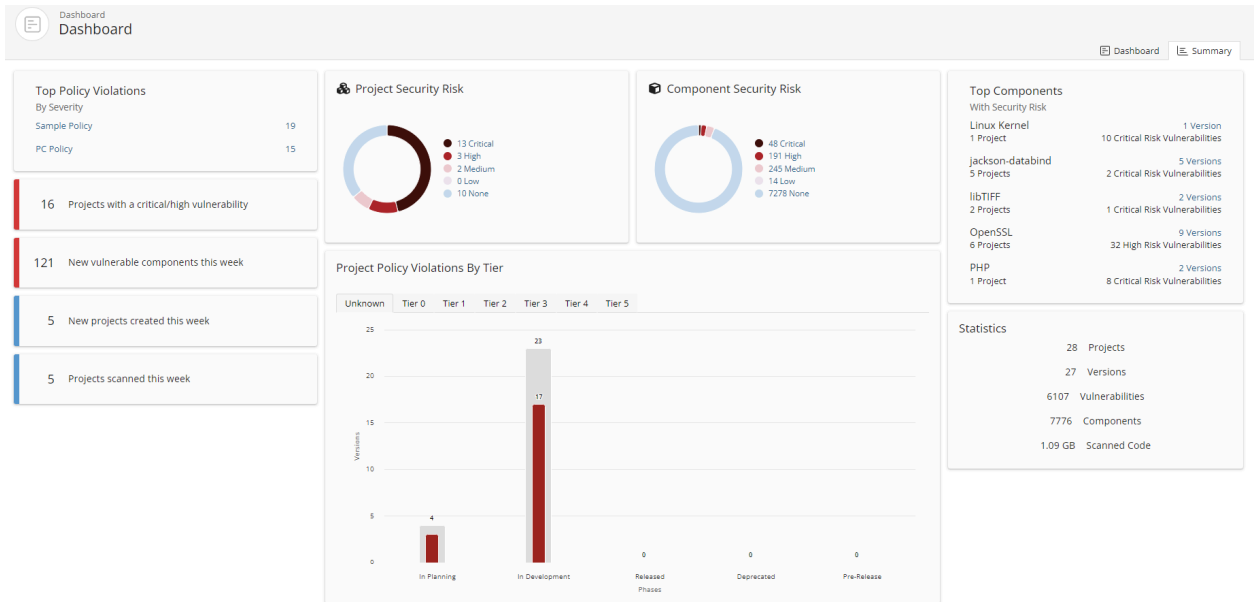 Dashboard
Dashboard
Dashboard
Summary
Top Policy Violations
By Severity
Sample Policy 19
PC Policy 15
16 Projects with a critical/high vulnerability
121 New vulnerable components this week
5 New projects created this week
5 Projects scanned this week
Project Security Risk
13 Critical
3 High
2 Medium
0 Low
10 None
Component Security Risk
48 Critical
191 High
245 Medium
14 Low
7278 None
Project Policy Violations By Tier
Unknown Tier 0 Tier 1 Tier 2 Tier 3 Tier 4 Tier 5
25
20
15
10
5
0
Versions
4
23
17
0
0
0
In Planning In Development Released Deprecated Pre-Release
Phases
Top Components
With Security Risk
Linux Kernel 1 Version
1 Project 10 Critical Risk Vulnerabilities
jackson-databind 5 Versions
5 Projects 2 Critical Risk Vulnerabilities
libTIFF 2 Versions
2 Projects 1 Critical Risk Vulnerabilities
OpenSSL 9 Versions
6 Projects 32 High Risk Vulnerabilities
PHP 2 Versions
1 Project 8 Critical Risk Vulnerabilities
Statistics
28 Projects
27 Versions
6107 Vulnerabilities
7776 Components
1.09 GB Scanned Code